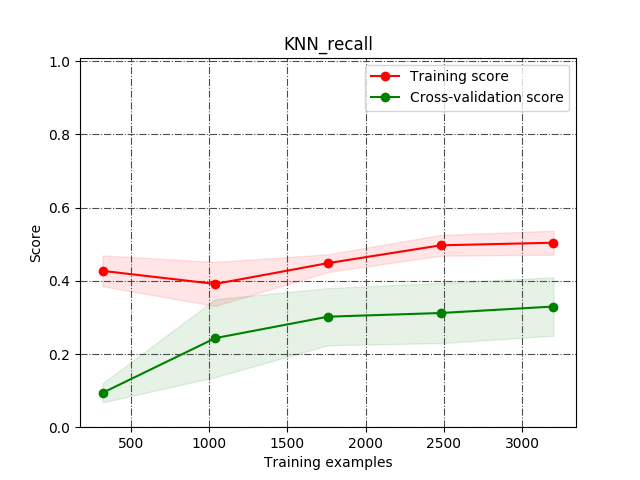 KNN_recall
Training score
Cross-validation score
Score
1.0
0.8
0.6
0.4
0.2
0.0
500 1000 1500 2000 2500 3000
Training examples